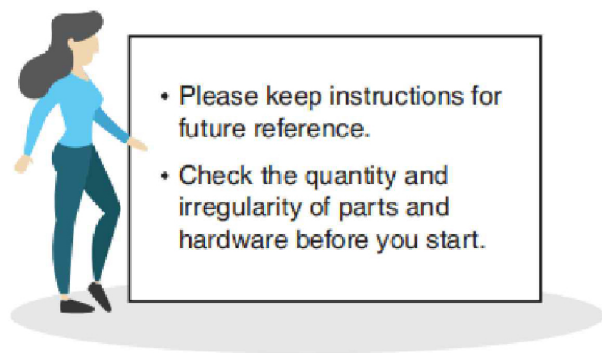 • Please keep instructions for
future reference.
• Check the quantity and
irregularity of parts and
hardware before you start.